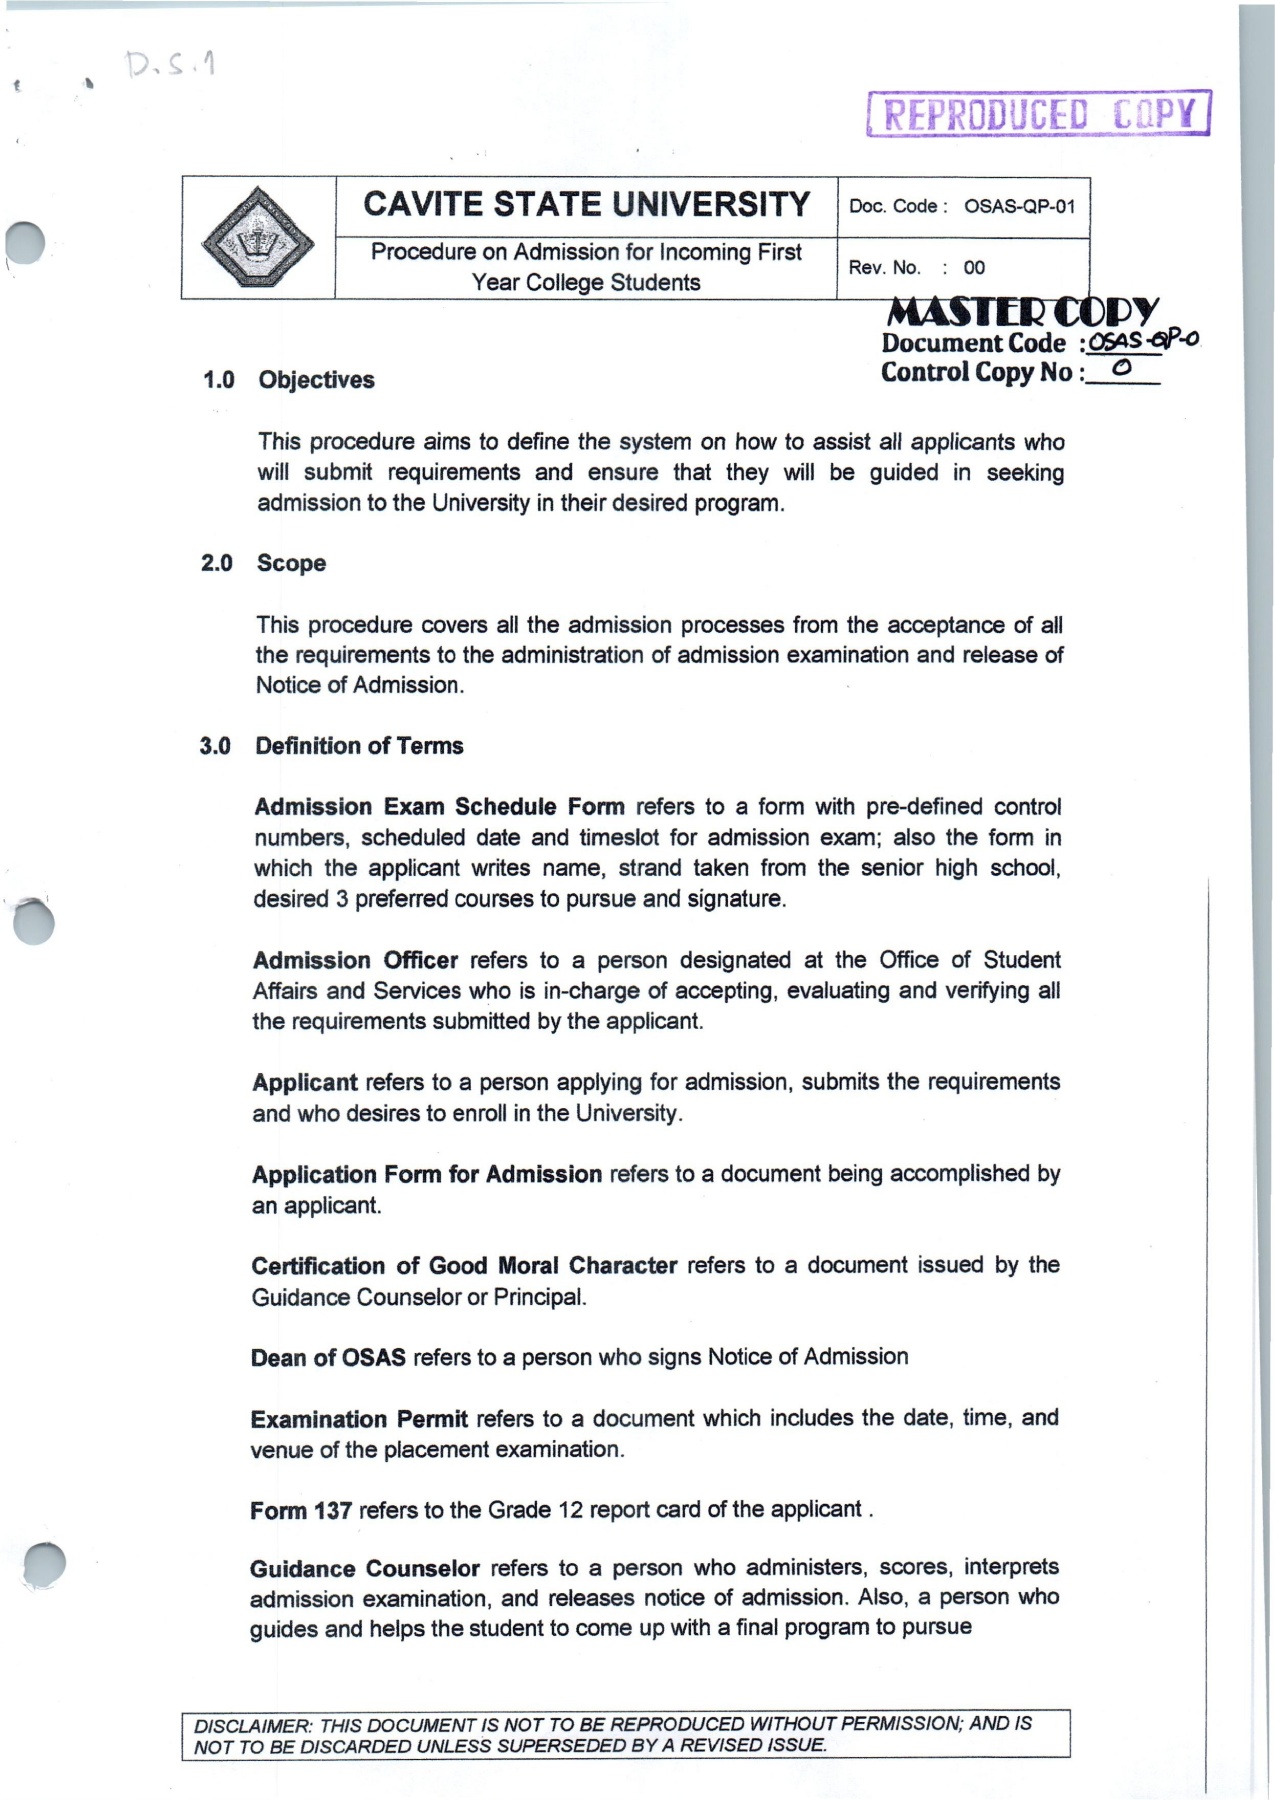 D.S.1
REPRODUCED COPY
CAVITE STATE UNIVERSITY
Doc. Code : OSAS-QP-01
Procedure on Admission for Incoming First
Year College Students
Rev. No. : 00
MASTER COPY
Document Code : OSAS-QP-0
Control Copy No : 0
1.0 Objectives
This procedure aims to define the system on how to assist all applicants who
will submit requirements and ensure that they will be guided in seeking
admission to the University in their desired program.
2.0 Scope
This procedure covers all the admission processes from the acceptance of all
the requirements to the administration of admission examination and release of
Notice of Admission.
3.0 Definition of Terms
Admission Exam Schedule Form refers to a form with pre-defined control
numbers, scheduled date and timeslot for admission exam; also the form in
which the applicant writes name, strand taken from the senior high school,
desired 3 preferred courses to pursue and signature.
Admission Officer refers to a person designated at the Office of Student
Affairs and Services who is in-charge of accepting, evaluating and verifying all
the requirements submitted by the applicant.
Applicant refers to a person applying for admission, submits the requirements
and who desires to enroll in the University.
Application Form for Admission refers to a document being accomplished by
an applicant.
Certification of Good Moral Character refers to a document issued by the
Guidance Counselor or Principal.
Dean of OSAS refers to a person who signs Notice of Admission
Examination Permit refers to a document which includes the date, time, and
venue of the placement examination.
Form 137 refers to the Grade 12 report card of the applicant .
Guidance Counselor refers to a person who administers, scores, interprets
admission examination, and releases notice of admission. Also, a person who
guides and helps the student to come up with a final program to pursue
DISCLAIMER: THIS DOCUMENT IS NOT TO BE REPRODUCED WITHOUT PERMISSION; AND IS
NOT TO BE DISCARDED UNLESS SUPERSEDED BY A REVISED ISSUE.